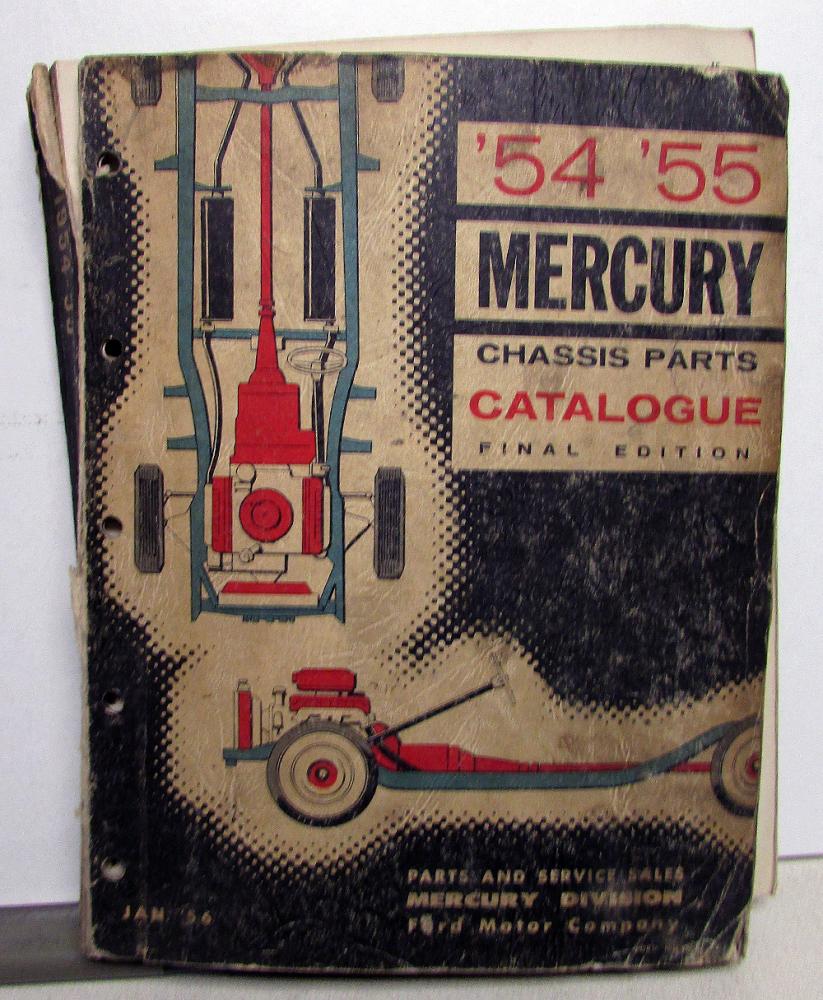 '54 '55
MERCURY
CHASSIS PARTS
CATALOGUE
FINAL EDITION
PARTS AND SERVICE SALES
MERCURY DIVISION
Ford Motor Company
JAN. '56